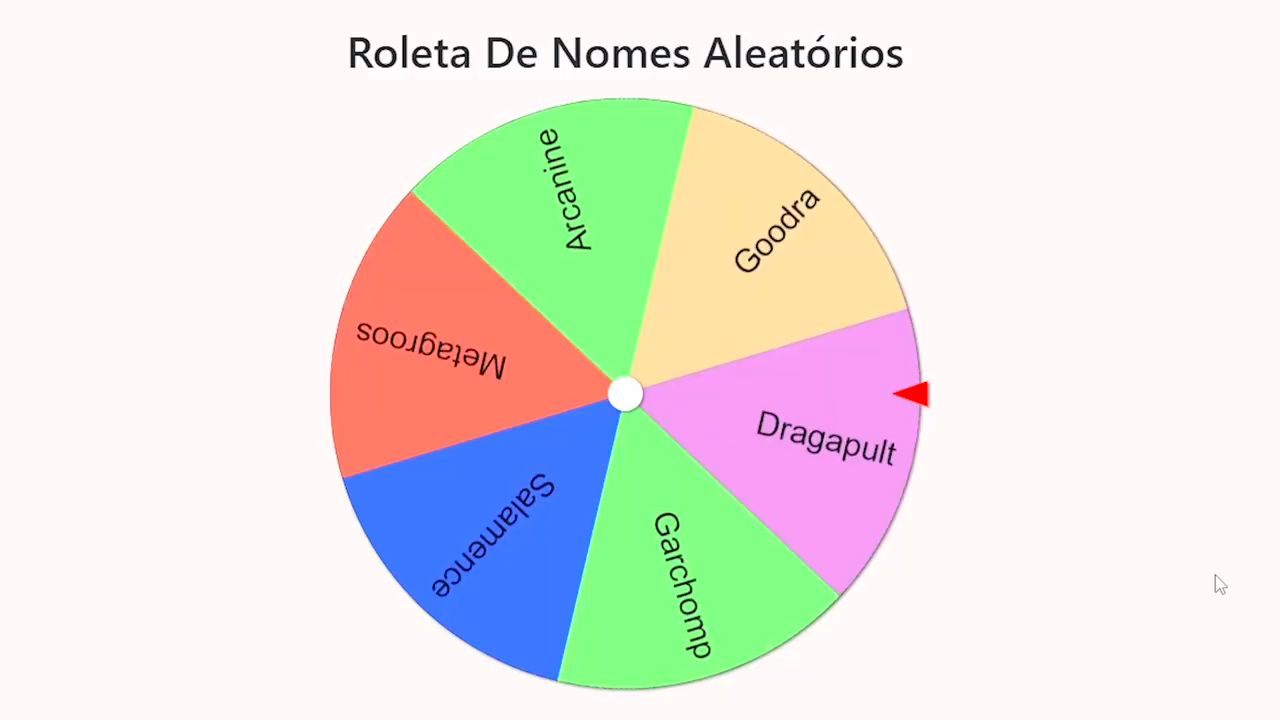 Roleta De Nomes Aleatórios
Arcanine
Goodra
Metagroos
Dragapult
Salamence
Garchomp